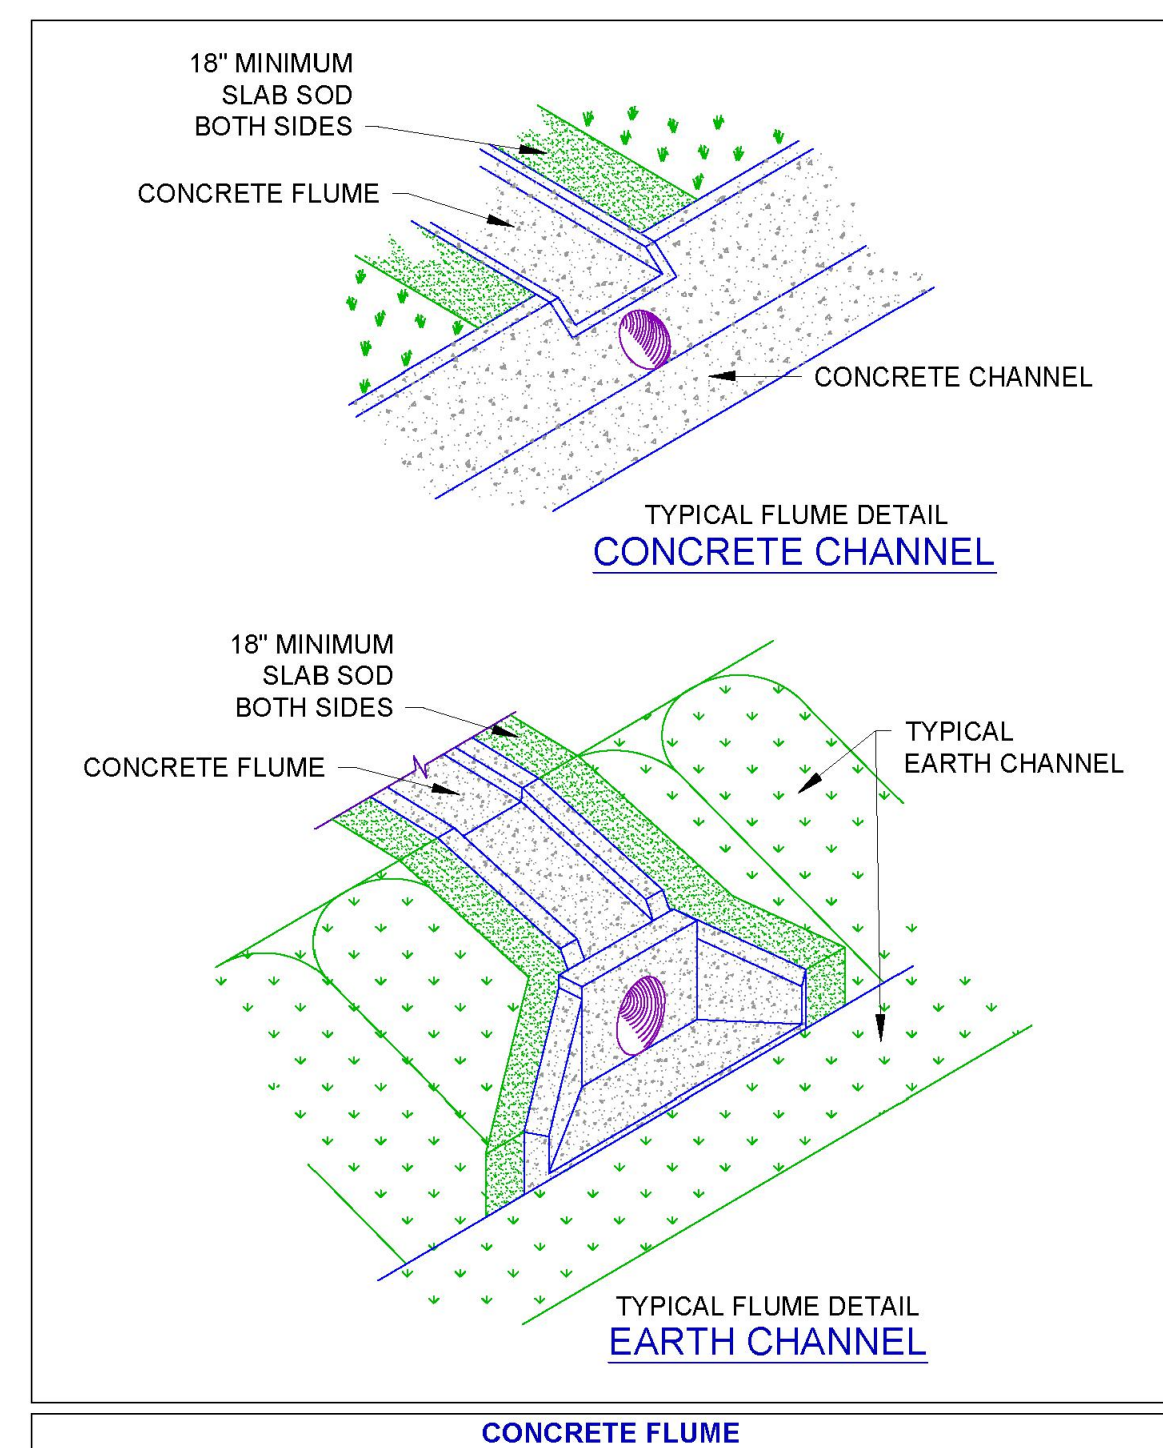 18" MINIMUM
SLAB SOD
BOTH SIDES
CONCRETE FLUME
CONCRETE CHANNEL
TYPICAL FLUME DETAIL
CONCRETE CHANNEL
18" MINIMUM
SLAB SOD
BOTH SIDES
CONCRETE FLUME
TYPICAL
EARTH CHANNEL
TYPICAL FLUME DETAIL
EARTH CHANNEL
CONCRETE FLUME